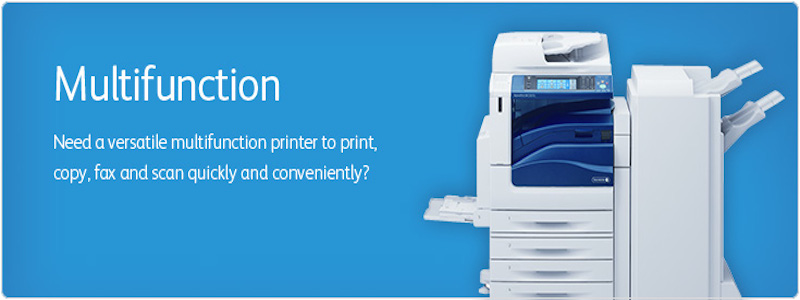 Multifunction
Need a versatile multifunction printer to print,
copy, fax and scan quickly and conveniently?